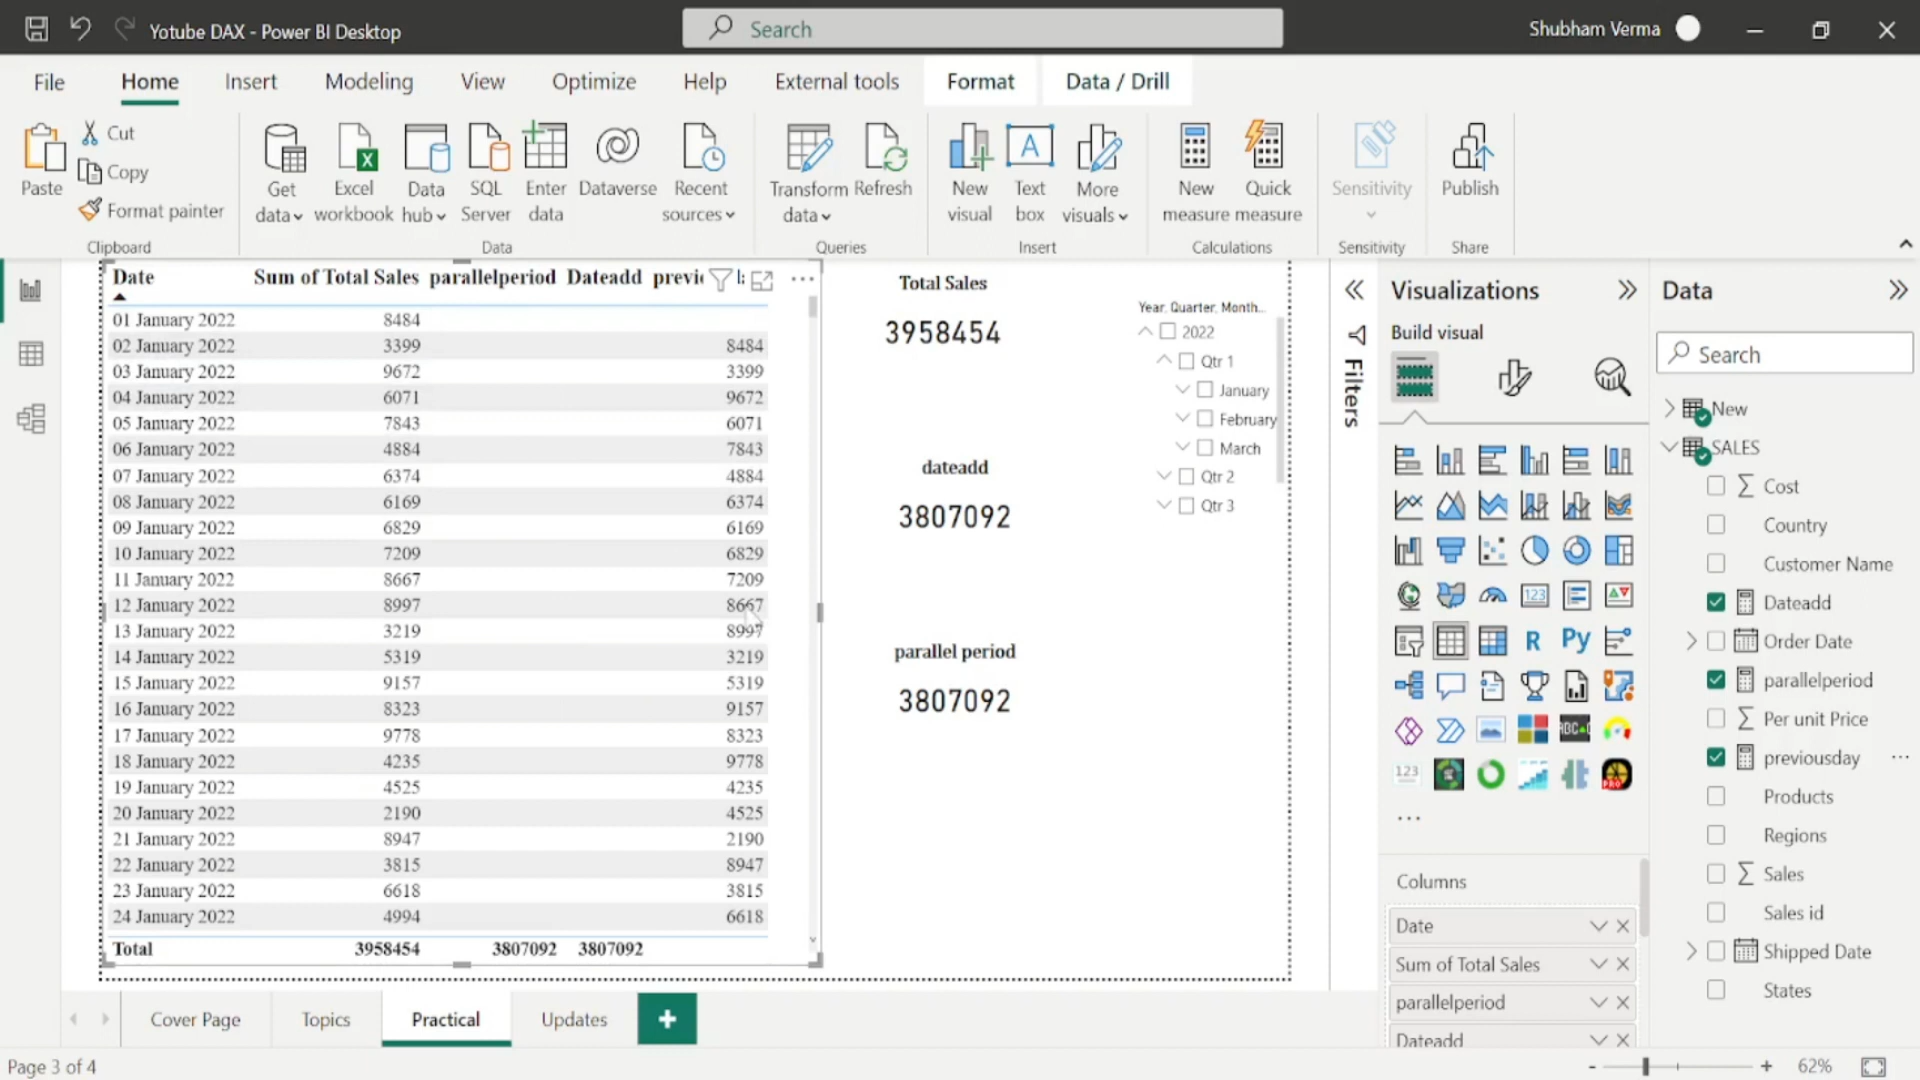 Yotube DAX - Power BI Desktop
Search
Shubham Verma
File Home Insert Modeling View Optimize Help External tools Format Data / Drill
Paste
Cut
Copy
Format painter
Clipboard
Get data
Excel workbook
Data hub
SQL Server
Enter data
Dataverse
Recent sources
Data
Transform data
Refresh
Queries
New visual
Text box
More visuals
Insert
New measure
Quick measure
Calculations
Sensitivity
Sensitivity
Publish
Share
Date Sum of Total Sales parallelperiod Dateadd
01 January 2022 8484
02 January 2022 3399 8484
03 January 2022 9672 3399
04 January 2022 6071 9672
05 January 2022 7843 6071
06 January 2022 4884 7843
07 January 2022 6374 4884
08 January 2022 6169 6374
09 January 2022 6829 6169
10 January 2022 7209 6829
11 January 2022 8667 7209
12 January 2022 8997 8667
13 January 2022 3219 8997
14 January 2022 5319 3219
15 January 2022 9157 5319
16 January 2022 8323 9157
17 January 2022 9778 8323
18 January 2022 4235 9778
19 January 2022 4525 4235
20 January 2022 2190 4525
21 January 2022 8947 2190
22 January 2022 3815 8947
23 January 2022 6618 3815
24 January 2022 4994 6618
Total 3958454 3807092 3807092
Total Sales
3958454
dateadd
3807092
parallel period
3807092
Year, Quarter, Month...
2022
Qtr 1
January
February
March
Qtr 2
Qtr 3
Filters
Visualizations
Build visual
R
Py
123
ABC
123
PRO
...
Columns
Date
Sum of Total Sales
parallelperiod
Dateadd
Data
Search
New
SALES
Cost
Country
Customer Name
Dateadd
Order Date
parallelperiod
Per unit Price
previousday
Products
Regions
Sales
Sales id
Shipped Date
States
Cover Page Topics Practical Updates +
Page 3 of 4
- + 62%